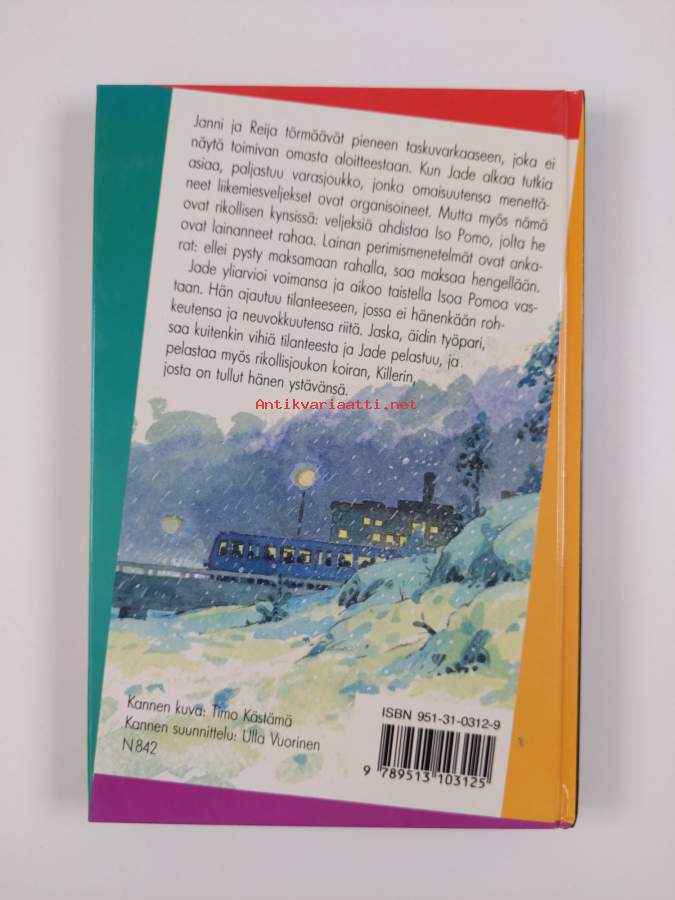 Janni ja Reija törmäävät pieneen taskuvarkaaseen, joka ei
näytä toimivan omasta aloitteestaan. Kun Jade alkaa tutkia
asiaa, paljastuu varasjoukko, jonka omaisuutensa menettä-
neet liikemiesveljekset ovat organisoineet. Mutta myös nämä
ovat rikollisen kynsissä: veljeksiä ahdistaa Iso Pomo, jolta he
ovat lainanneet rahaa. Lainan perimismenetelmät ovat anka-
rat: ellei pysty maksamaan rahalla, saa maksaa hengellään.
Jade yliarvioi voimansa ja aikoo taistella Isoa Pomoa vas-
taan. Hän ajautuu tilanteeseen, jossa ei hänenkään roh-
keutensa ja neuvokkuutensa riitä. Jaska, äidin työpari,
saa kuitenkin vihiä tilanteesta ja Jade pelastuu, ja
pelastaa myös rikollisjoukon koiran, Killerin,
josta on tullut hänen ystävänsä.
Antikvariaatti.net
Kannen kuva: Timo Kästämä
Kannen suunnittelu: Ulla Vuorinen
N 842
ISBN 951-31-0312-9
9 789513 103125